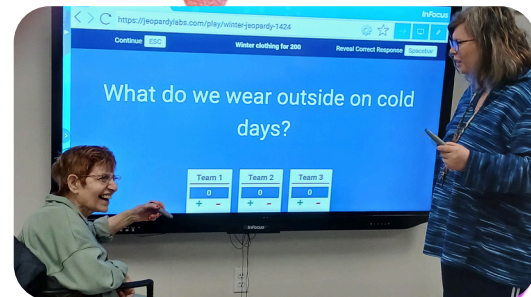 InFocus
https://jeopardylabs.com/play/winter-jeopardy-1424
Continue ESC
Winter clothing for 200
Reveal Correct Response Spacebar
What do we wear outside on cold
days?
Team 1 Team 2 Team 3
0 0 0
+ - + - + -
InFocus